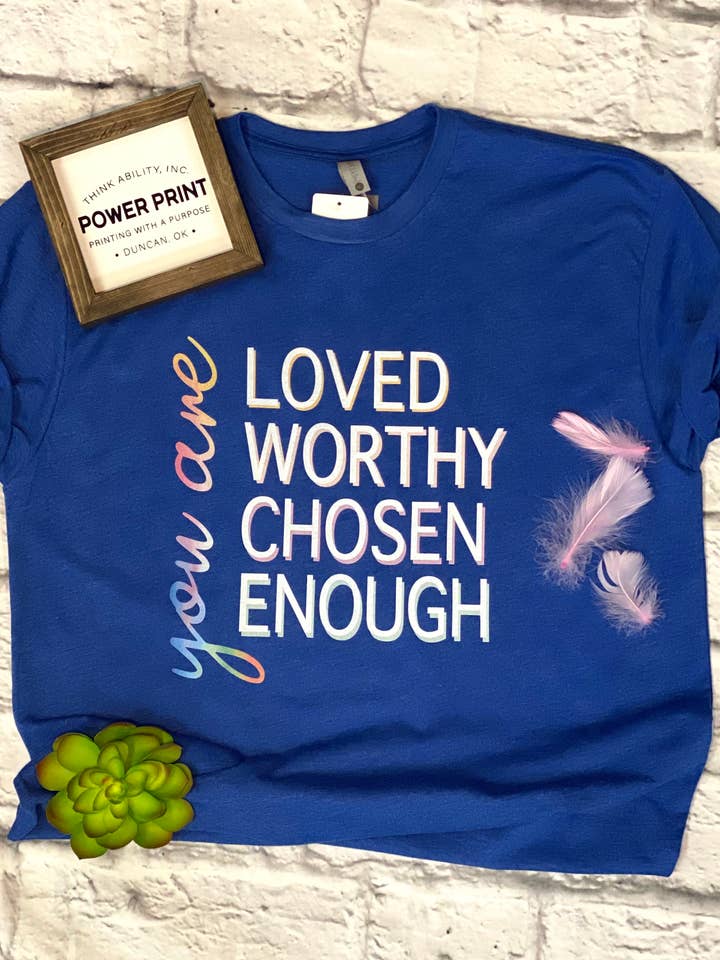 THINK ABILITY, INC.
POWER PRINT
PRINTING WITH A PURPOSE
• DUNCAN, OK •
you are
LOVED
WORTHY
CHOSEN
ENOUGH